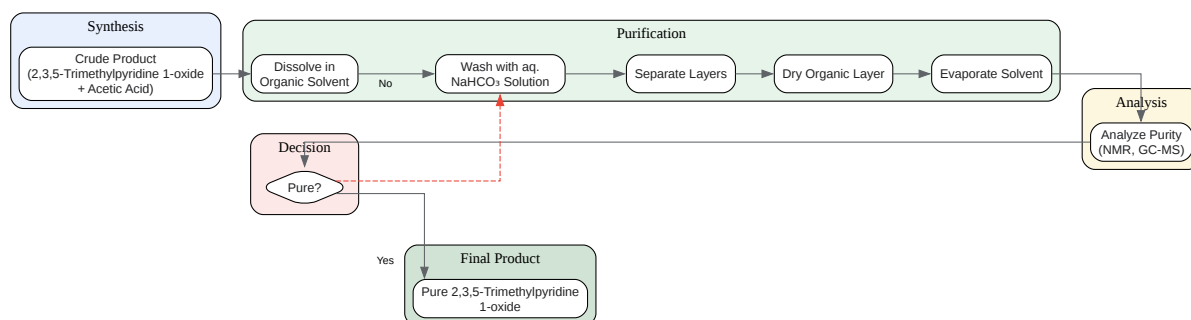 Synthesis
Crude Product
(2,3,5-Trimethylpyridine 1-oxide
+ Acetic Acid)
Purification
Dissolve in
Organic Solvent
No
Wash with aq.
NaHCO₃ Solution
Separate Layers
Dry Organic Layer
Evaporate Solvent
Analysis
Analyze Purity
(NMR, GC-MS)
Decision
Pure?
Yes
Final Product
Pure 2,3,5-Trimethylpyridine
1-oxide